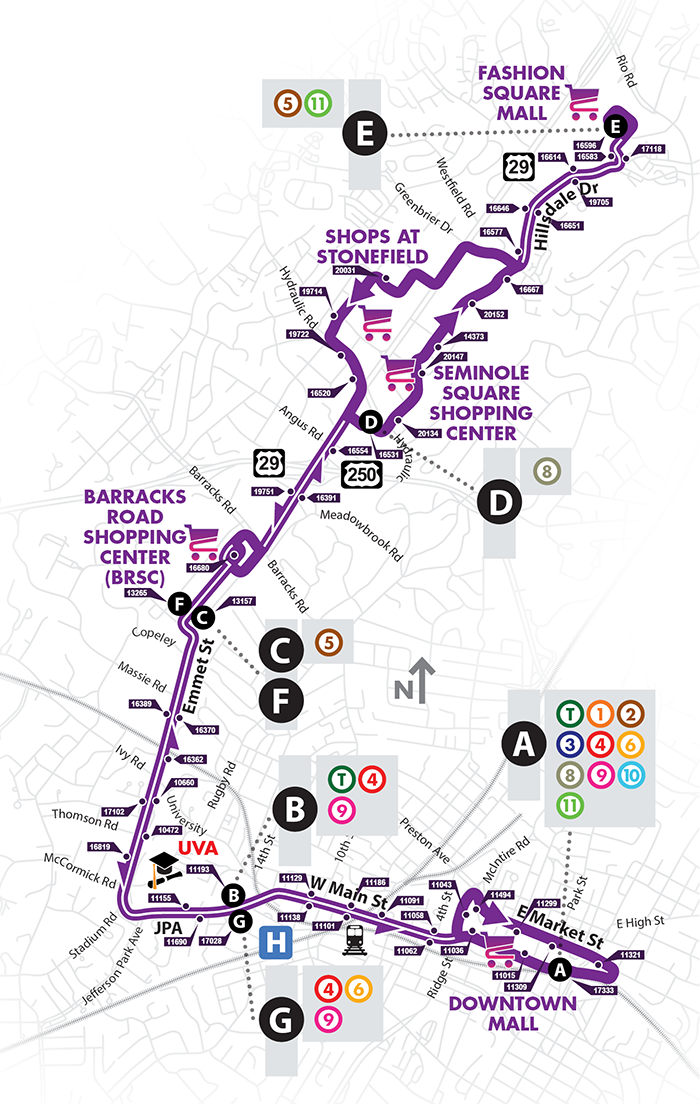 Rio Rd
FASHION
SQUARE
MALL
5 11
E
E
16596
17118
16614
16583
29
19705
Westfield Rd
Hillsdale Dr
16646
16651
Greenbrier Dr
16577
SHOPS AT
STONEFIELD
20031
16667
Hydraulic Rd
19714
20152
19722
14373
20147
SEMINOLE
SQUARE
SHOPPING
CENTER
16520
Angus Rd
D
20134
16531
Hydraulic
16554
29
250
8
D
19751
16391
Barracks Rd
Meadowbrook Rd
BARRACKS
ROAD
SHOPPING
CENTER
(BRSC)
16680
Barracks Rd
13265
F
C
13157
Copeley
Emmet St
C
5
F
N
Massie Rd
16389
16370
A
T 1 2
3 4 6
8 9 10
11
Ivy Rd
16362
Rugby Rd
10660
B
T 4
9
17102
University
Thomson Rd
10472
14th St
10th St
Preston Ave
16819
UVA
McCormick Rd
McIntire Rd
11193
11129
W Main St
11186
11043
4th St
11494
Park St
11155
B
11091
11299
E Market St
E High St
11138
11101
11058
G
JPA
11690
17028
H
11062
11036
11321
Stadium Rd
Jefferson Park Ave
Ridge St
11015
A
11309
17333
DOWNTOWN
MALL
G
4 6
9